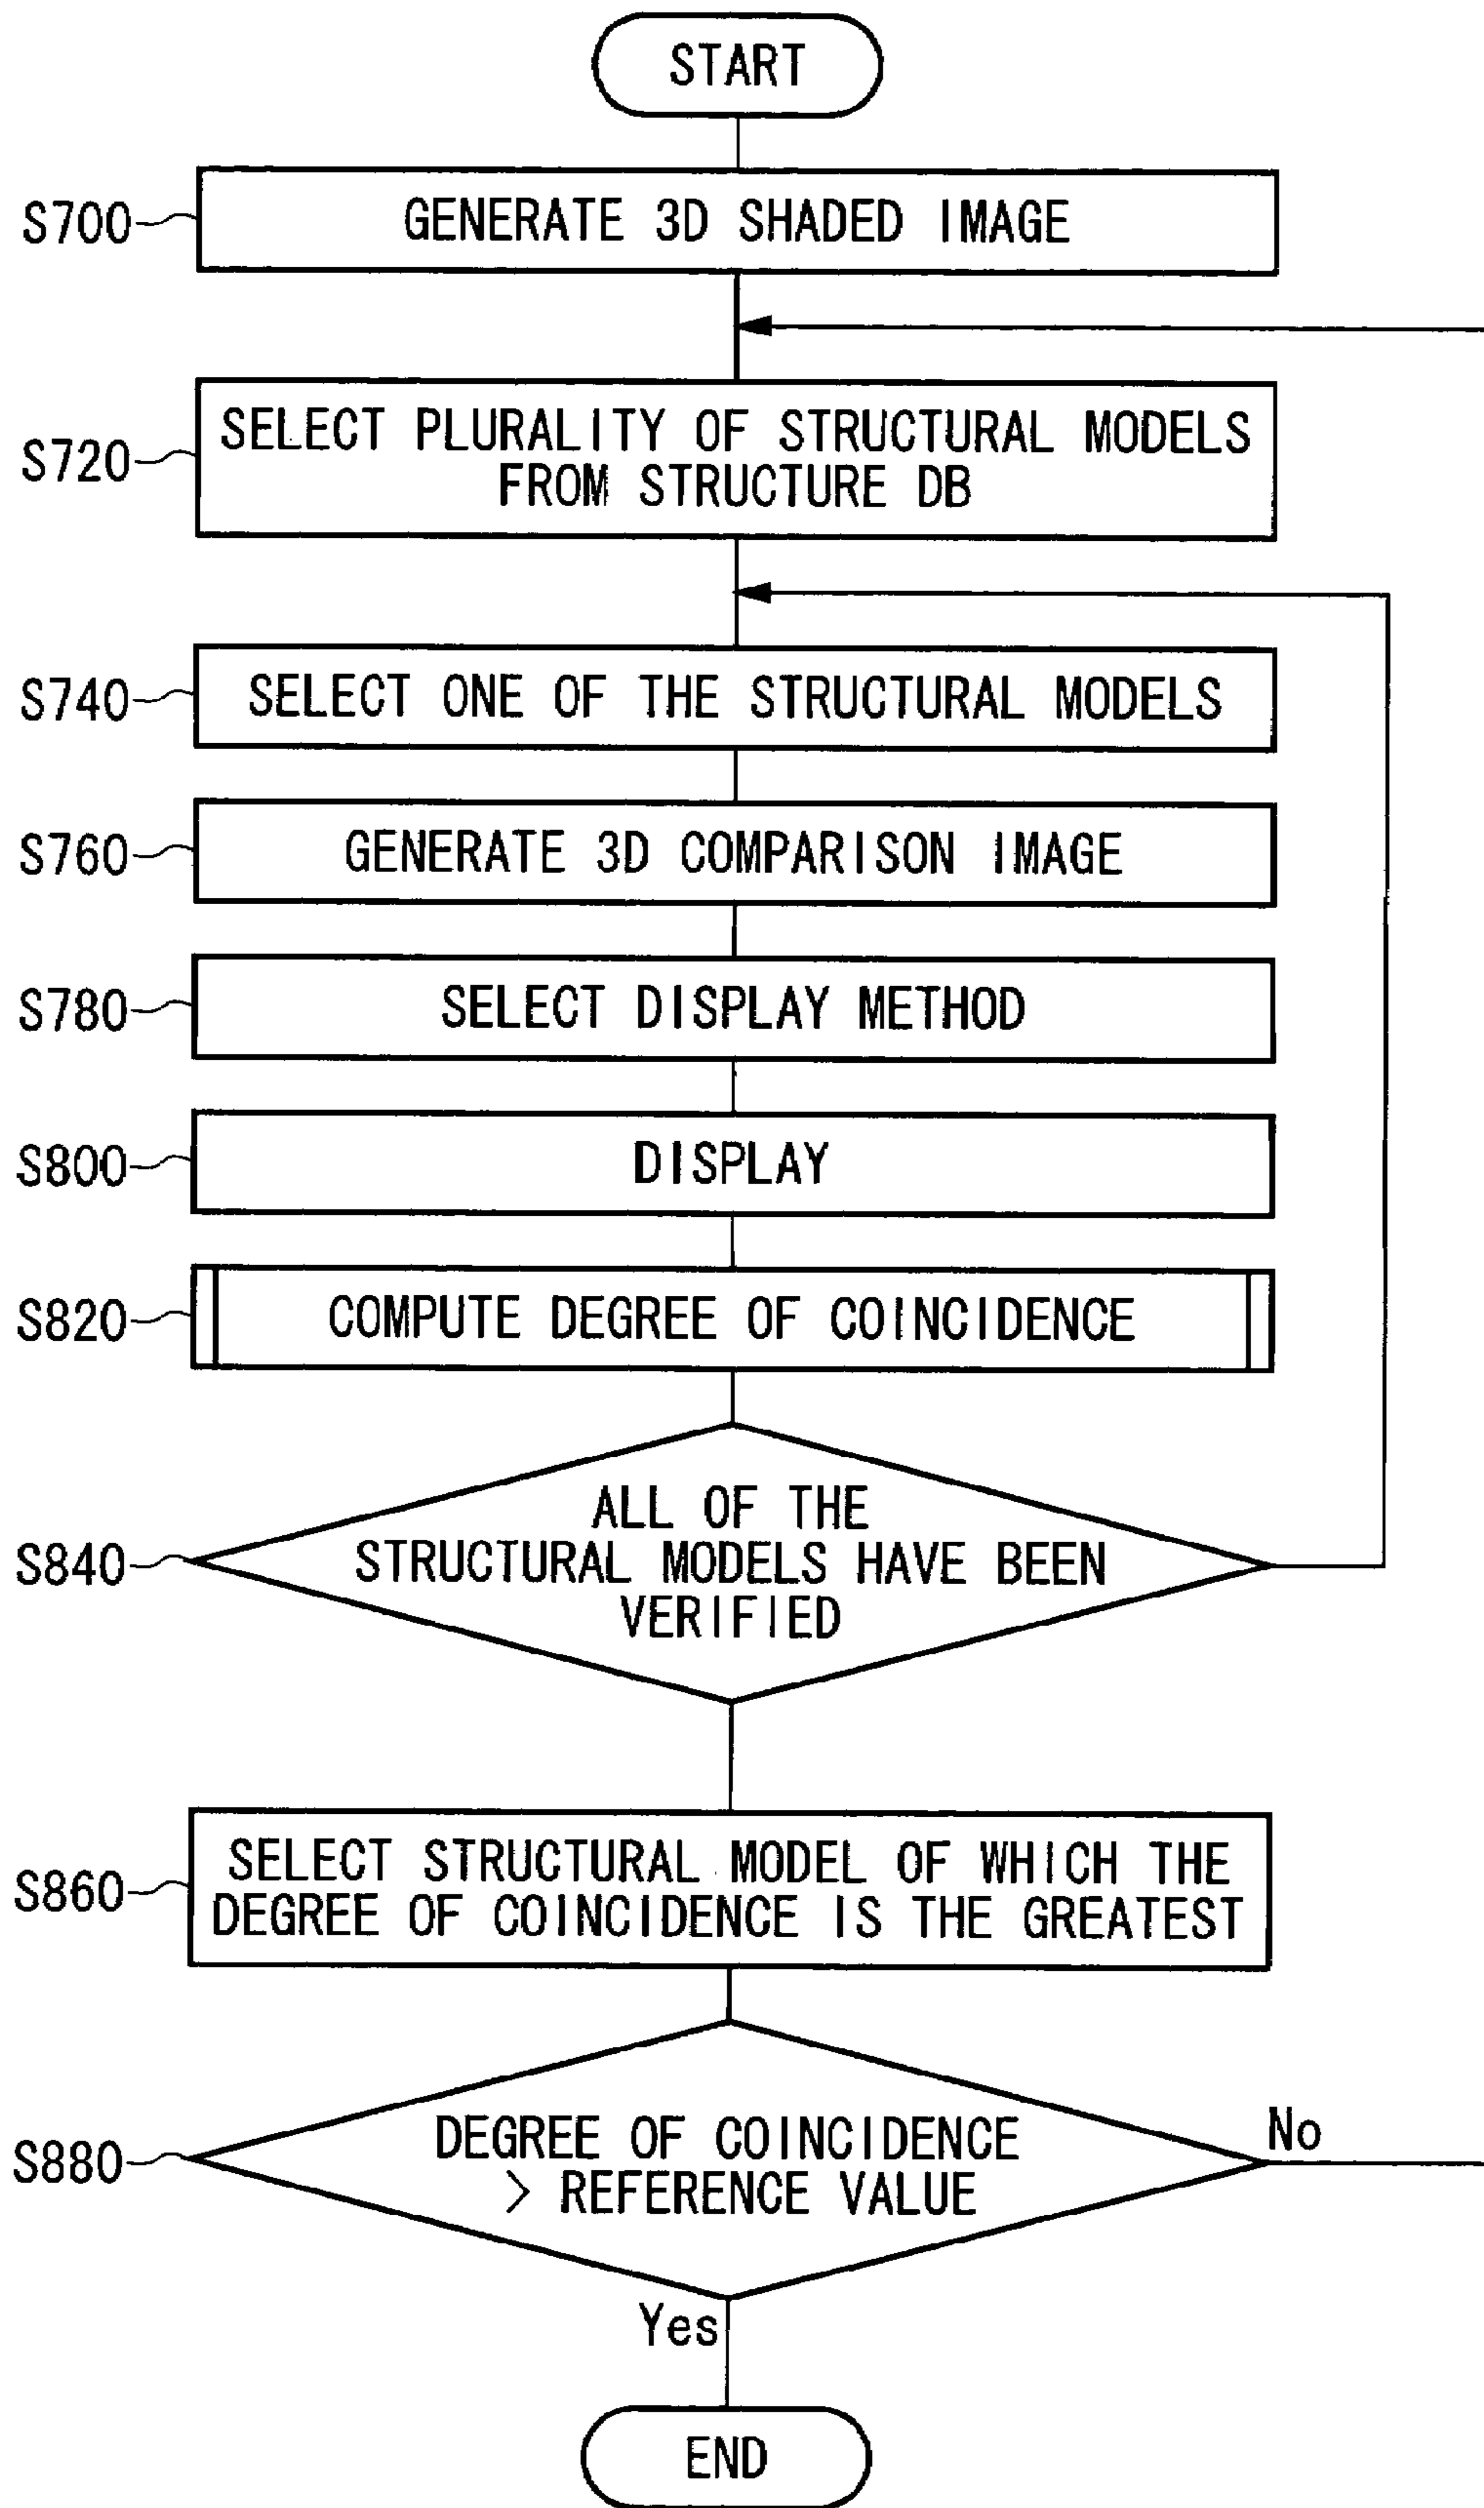 START
S700
GENERATE 3D SHADED IMAGE
S720
SELECT PLURALITY OF STRUCTURAL MODELS
FROM STRUCTURE DB
S740
SELECT ONE OF THE STRUCTURAL MODELS
S760
GENERATE 3D COMPARISON IMAGE
S780
SELECT DISPLAY METHOD
S800
DISPLAY
S820
COMPUTE DEGREE OF COINCIDENCE
S840
ALL OF THE
STRUCTURAL MODELS HAVE BEEN
VERIFIED
S860
SELECT STRUCTURAL MODEL OF WHICH THE
DEGREE OF COINCIDENCE IS THE GREATEST
S880
DEGREE OF COINCIDENCE
> REFERENCE VALUE
No
Yes
END